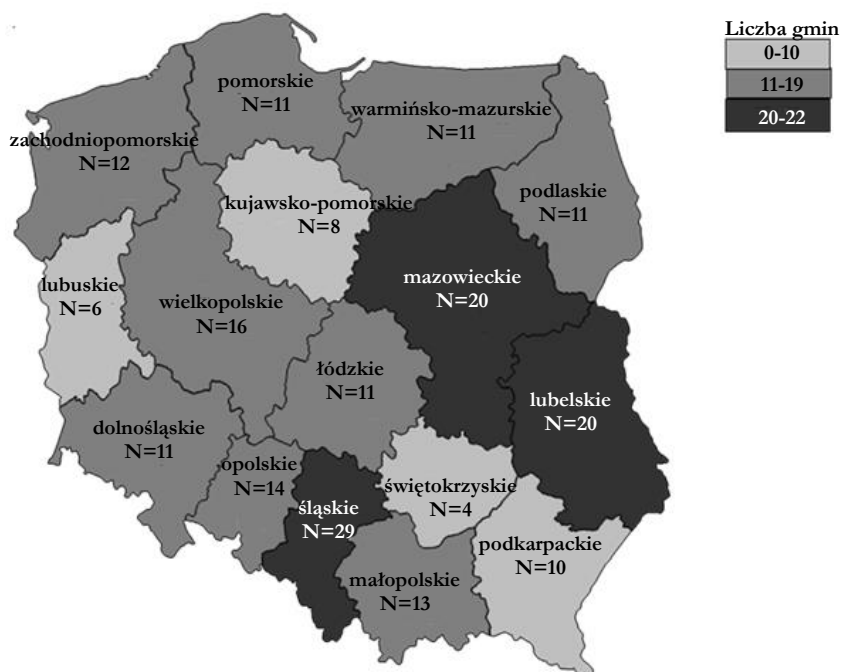 Liczba gmin
0-10
11-19
20-22
pomorskie
N=11
warmińsko-mazurskie
N=11
zachodniopomorskie
N=12
podlaskie
N=11
kujawsko-pomorskie
N=8
mazowieckie
N=20
lubuskie
N=6
wielkopolskie
N=16
łódzkie
N=11
lubelskie
N=20
dolnośląskie
N=11
opolskie
N=14
śląskie
N=29
świętokrzyskie
N=4
podkarpackie
N=10
małopolskie
N=13